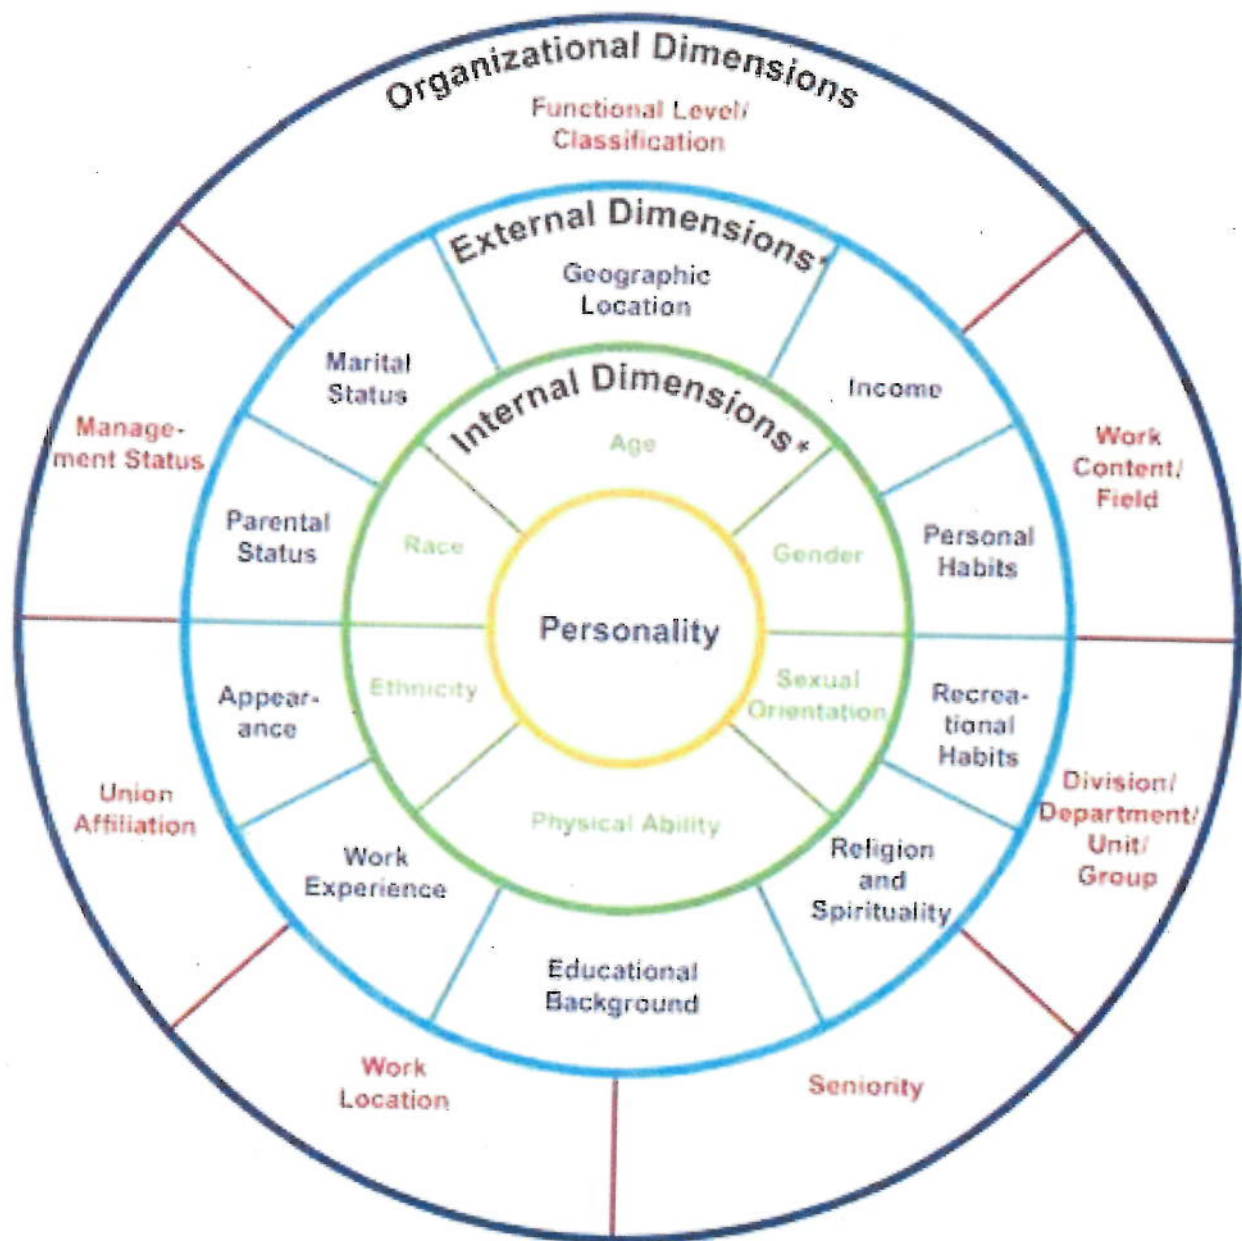 Organizational Dimensions
Functional Level/
Classification
External Dimensions*
Geographic
Location
Marital
Status
Income
Internal Dimensions*
Age
Manage-
ment Status
Work
Content/
Field
Parental
Status
Race
Gender
Personal
Habits
Personality
Appear-
ance
Ethnicity
Sexual
Orientation
Recrea-
tional
Habits
Union
Affiliation
Physical Ability
Division/
Department/
Unit/
Group
Work
Experience
Religion
and
Spirituality
Educational
Background
Work
Location
Seniority